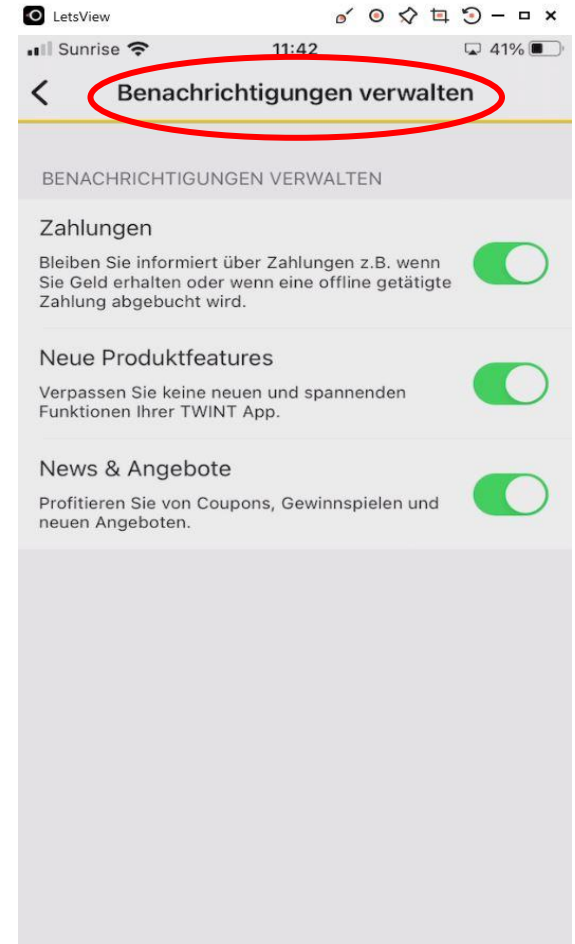 LetsView
Sunrise 11:42 41%
Benachrichtigungen verwalten
BENACHRICHTIGUNGEN VERWALTEN
Zahlungen
Bleiben Sie informiert über Zahlungen z.B. wenn
Sie Geld erhalten oder wenn eine offline getätigte
Zahlung abgebucht wird.
Neue Produktfeatures
Verpassen Sie keine neuen und spannenden
Funktionen Ihrer TWINT App.
News & Angebote
Profitieren Sie von Coupons, Gewinnspielen und
neuen Angeboten.